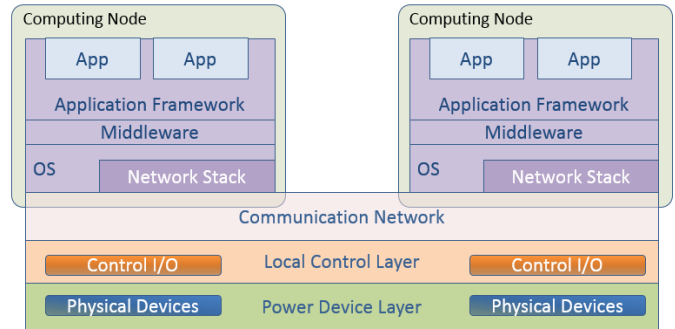 Computing Node
App App
Application Framework
Middleware
OS
Network Stack
Computing Node
App App
Application Framework
Middleware
OS
Network Stack
Communication Network
Control I/O Local Control Layer Control I/O
Physical Devices Power Device Layer Physical Devices